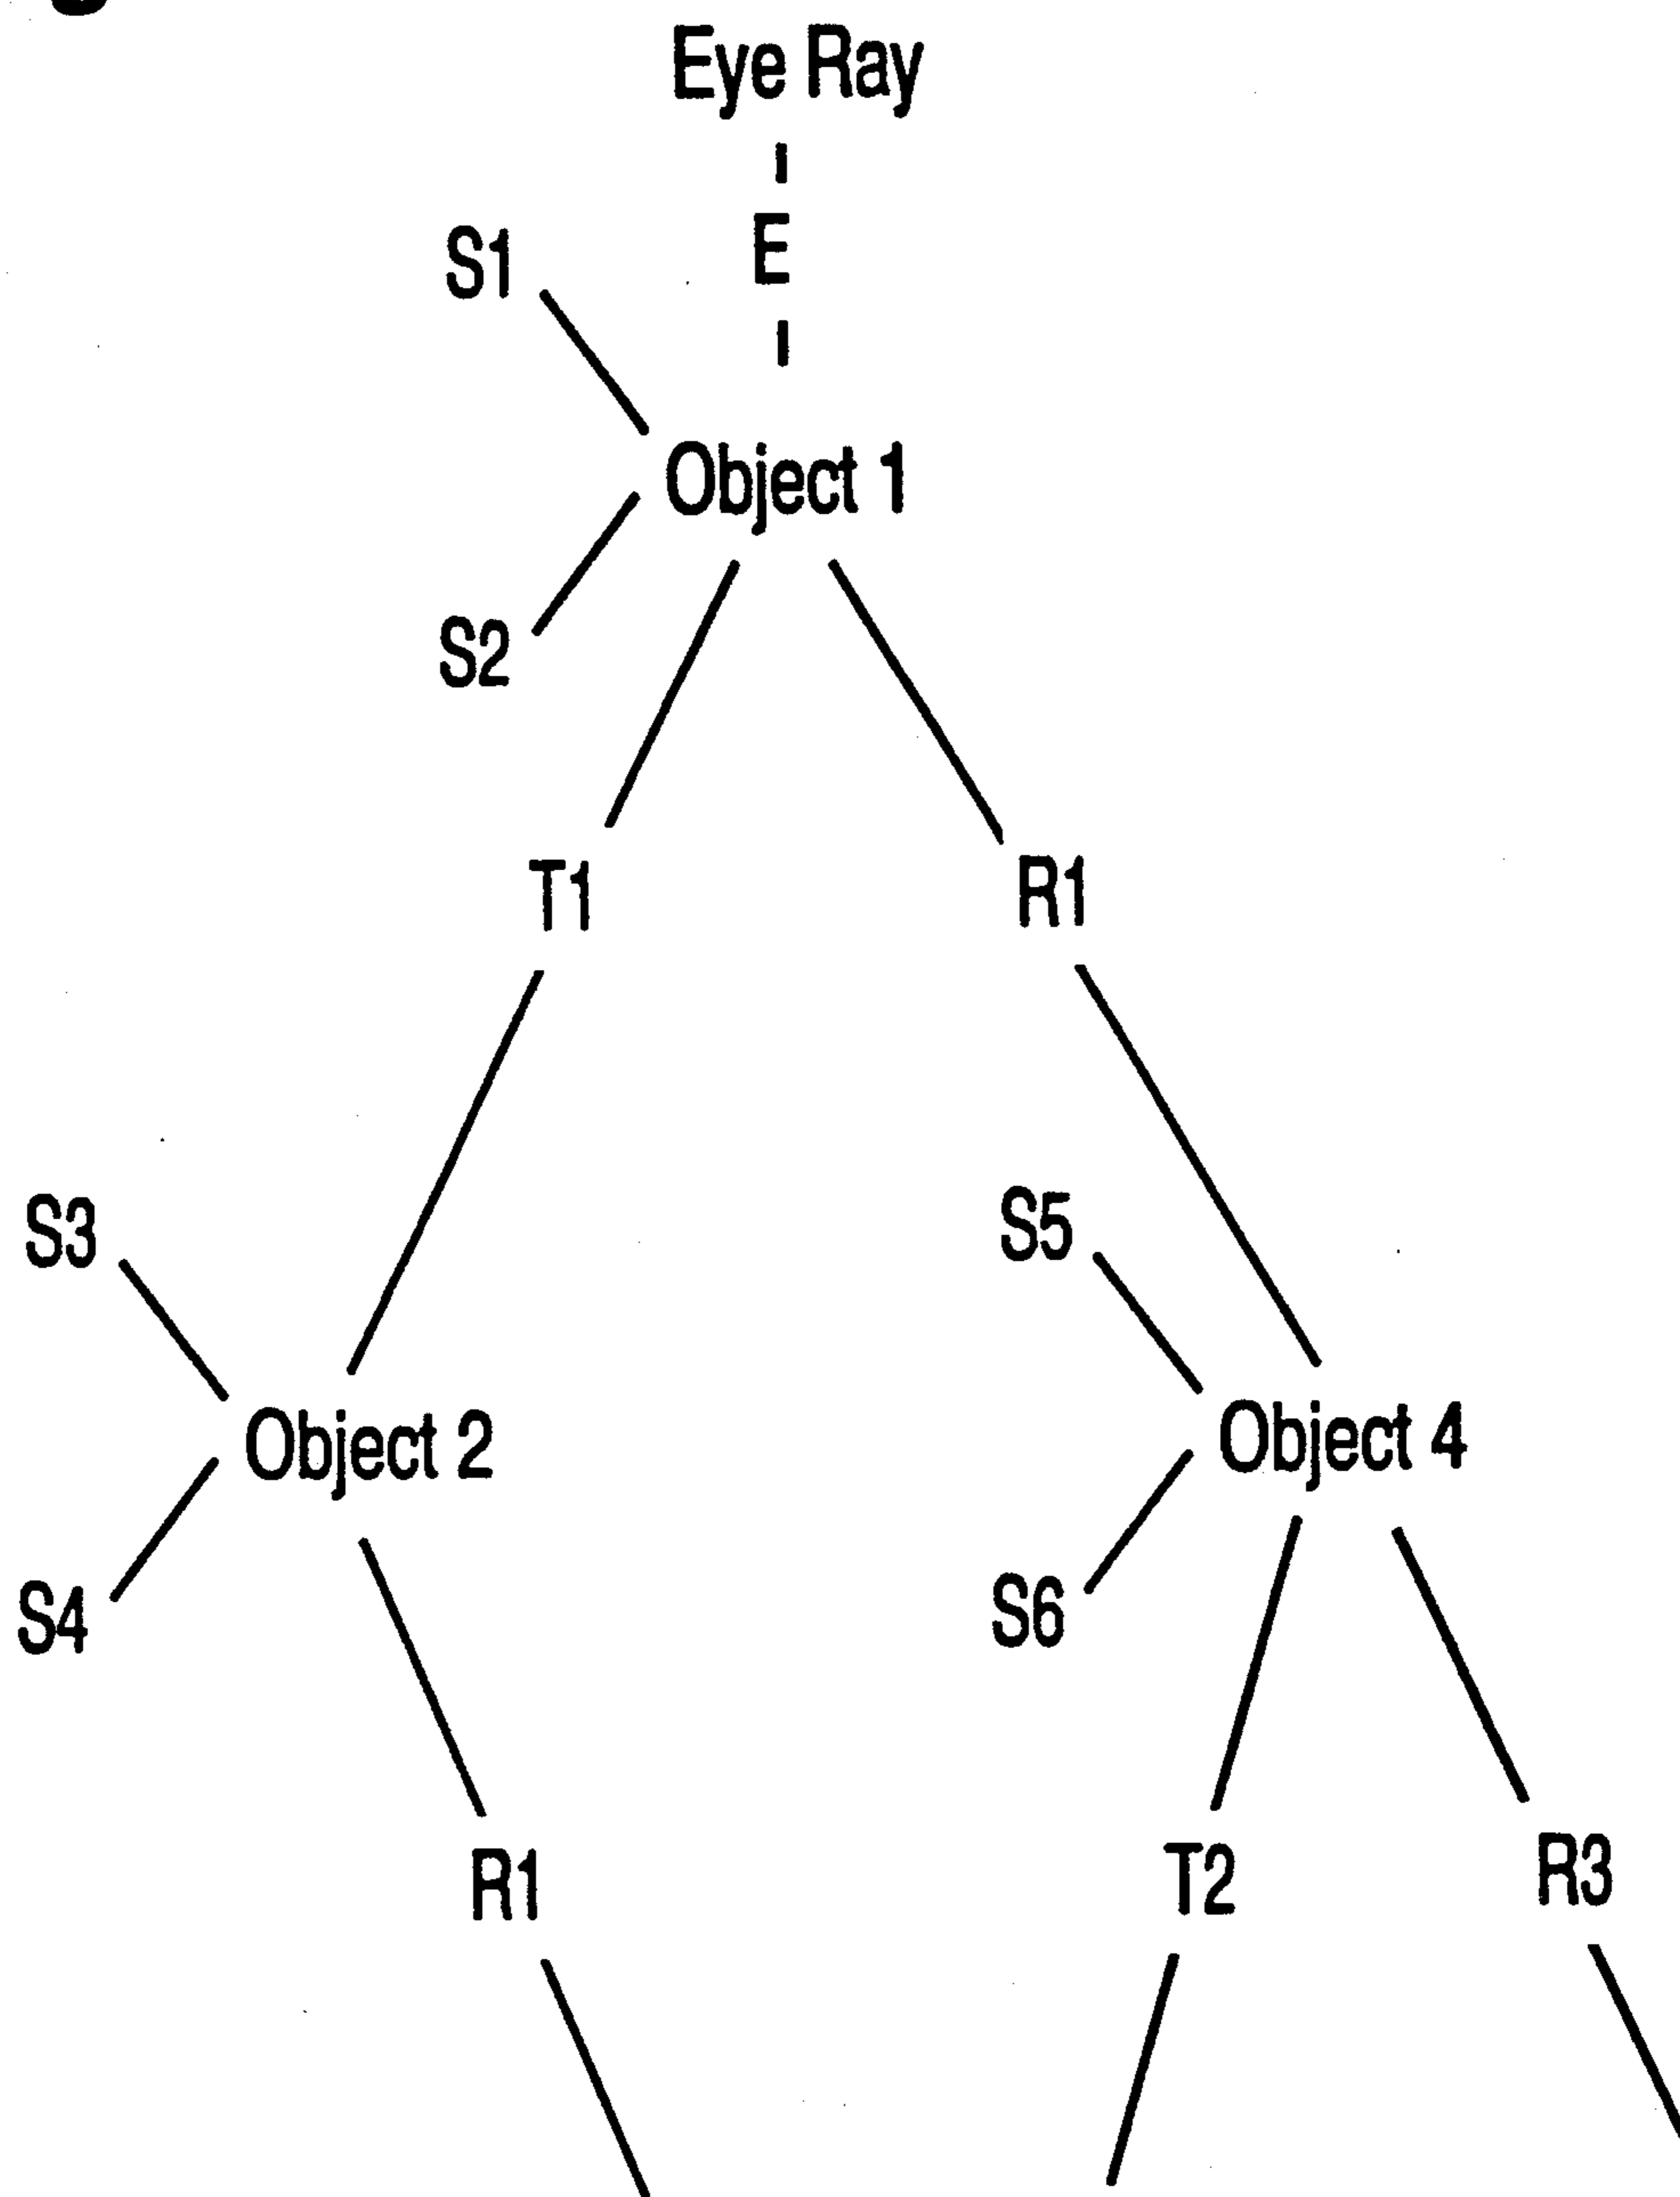 Eye Ray
E
S1
Object 1
S2
T1
R1
S3
S5
Object 2
Object 4
S4
S6
R1
T2
R3